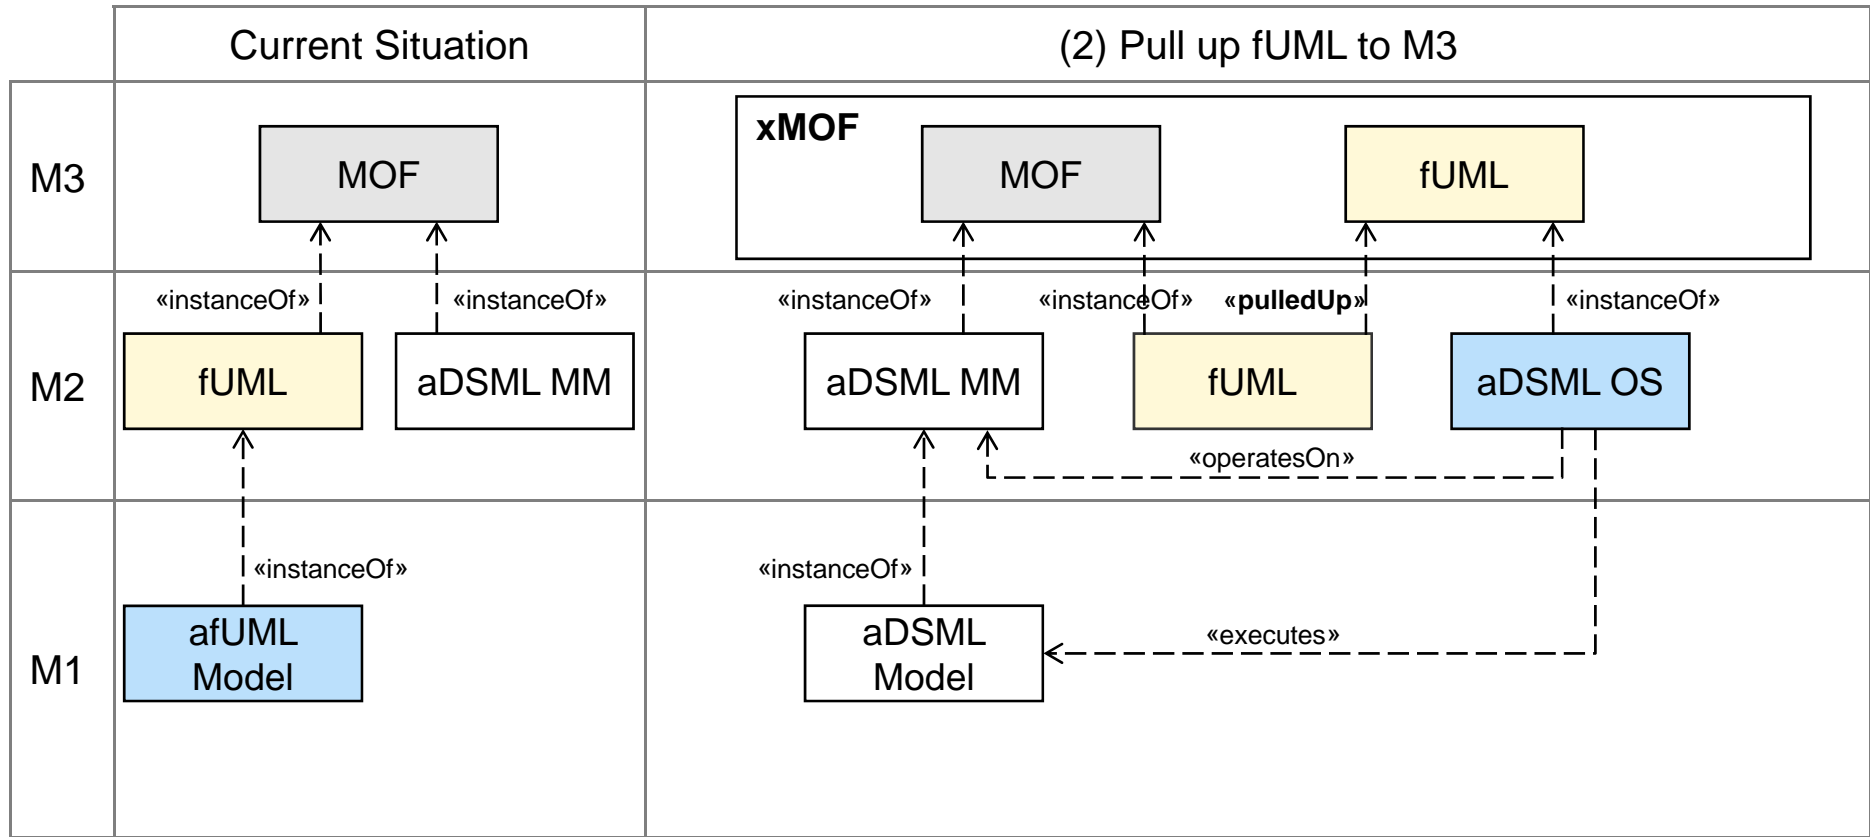 Current Situation
(2) Pull up fUML to M3
M3
MOF
xMOF
MOF
fUML
«instanceOf»
«instanceOf»
«instanceOf»
«instanceOf»
«pulledUp»
«instanceOf»
M2
fUML
aDSML MM
aDSML MM
fUML
aDSML OS
«operatesOn»
«instanceOf»
«instanceOf»
M1
afUML
Model
aDSML
Model
«executes»